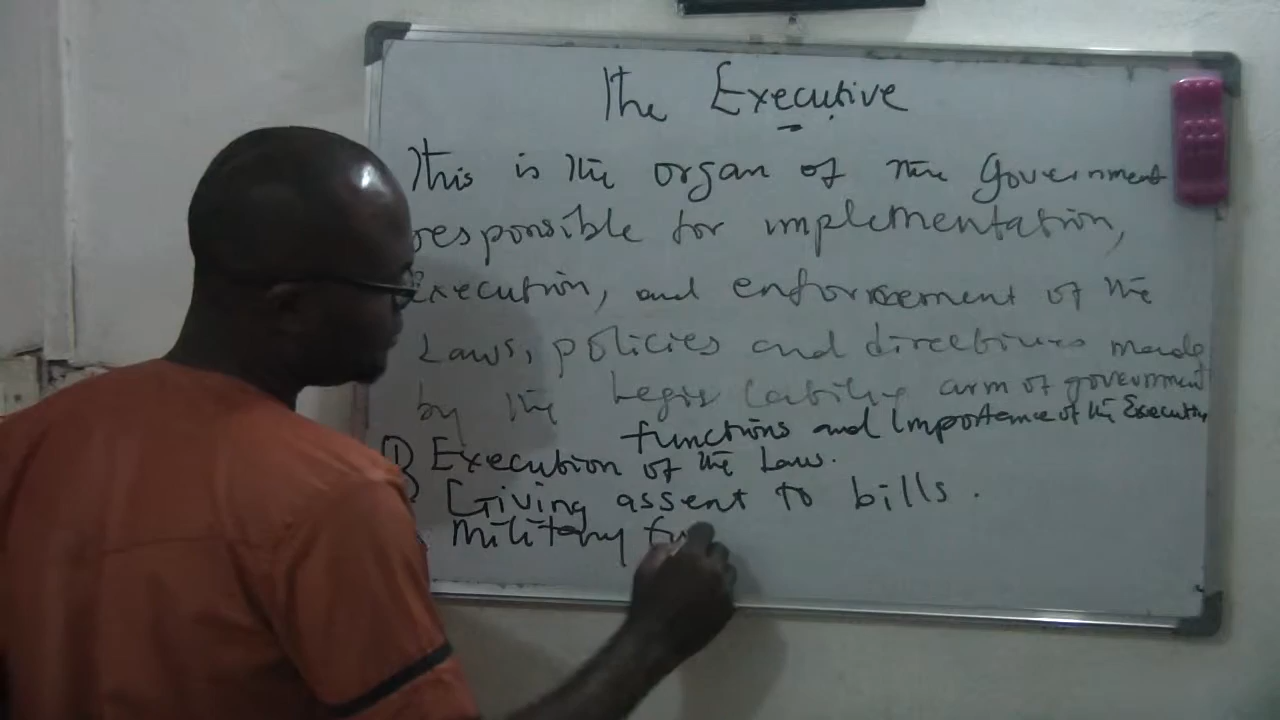 The Executive
This is the organ of the Government
responsible for implementation,
Execution, and enforcement of the
Laws, policies and directives made
by the Legislative arm of government
functions and Importance of the Executive
① Execution of the Laws.
Giving assent to bills.
Military fu